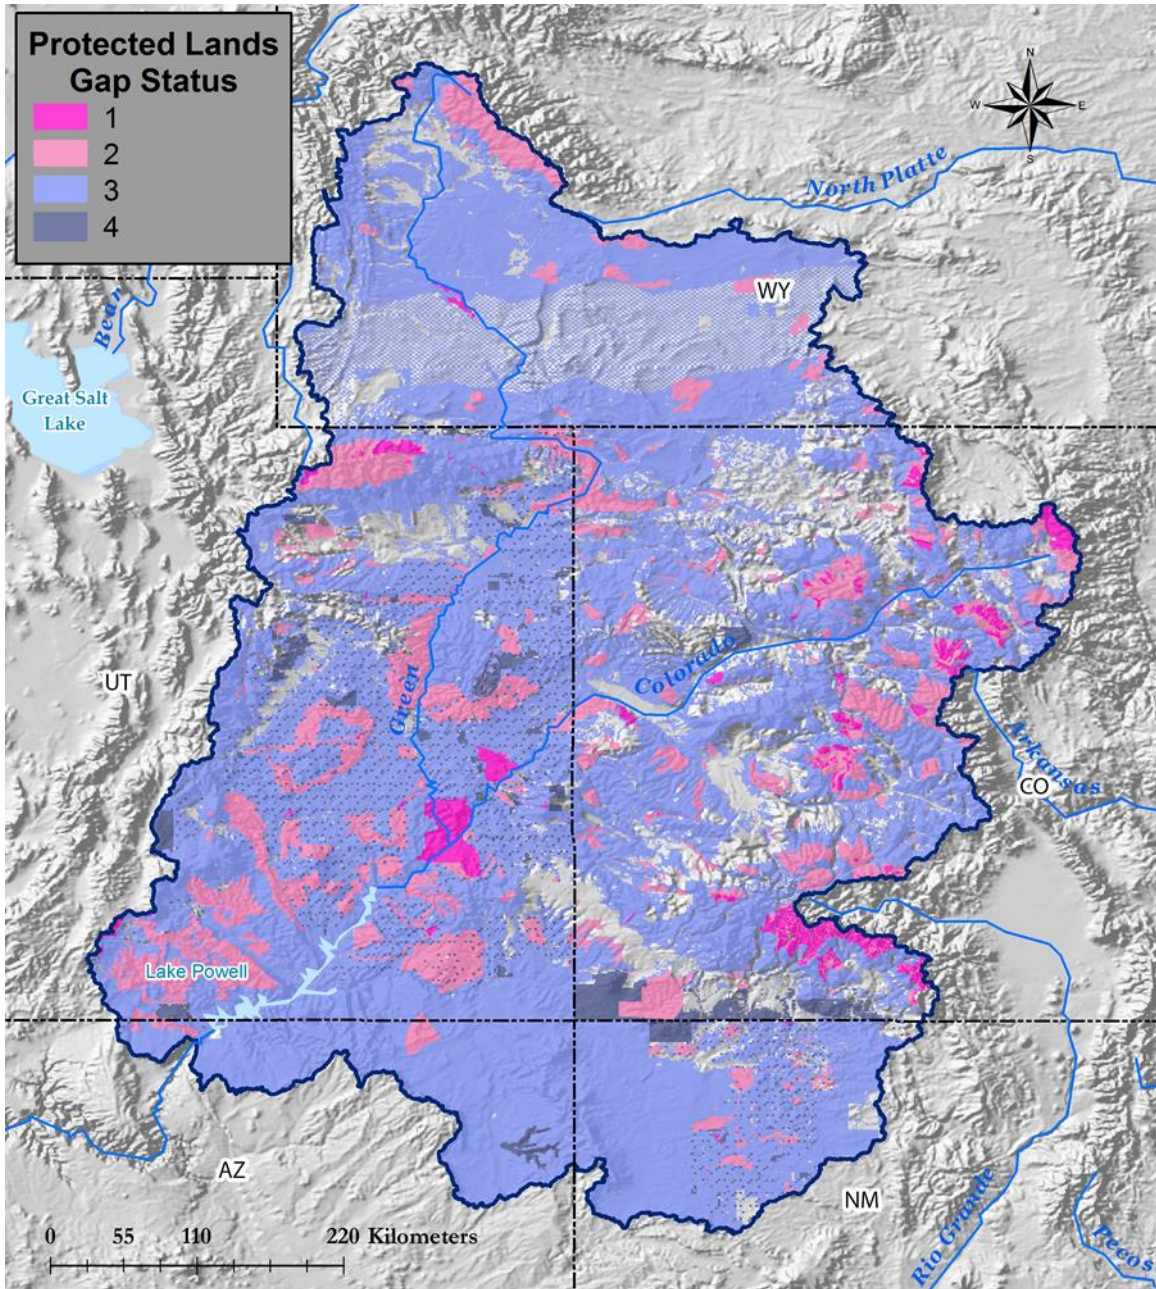 Protected Lands
Gap Status
1
2
3
4
N
W
E
S
North Platte
Bear
WY
Great Salt
Lake
Green
Colorado
UT
Arkansas
CO
Lake Powell
AZ
NM
Rio Grande
Pecos
0 55 110 220 Kilometers